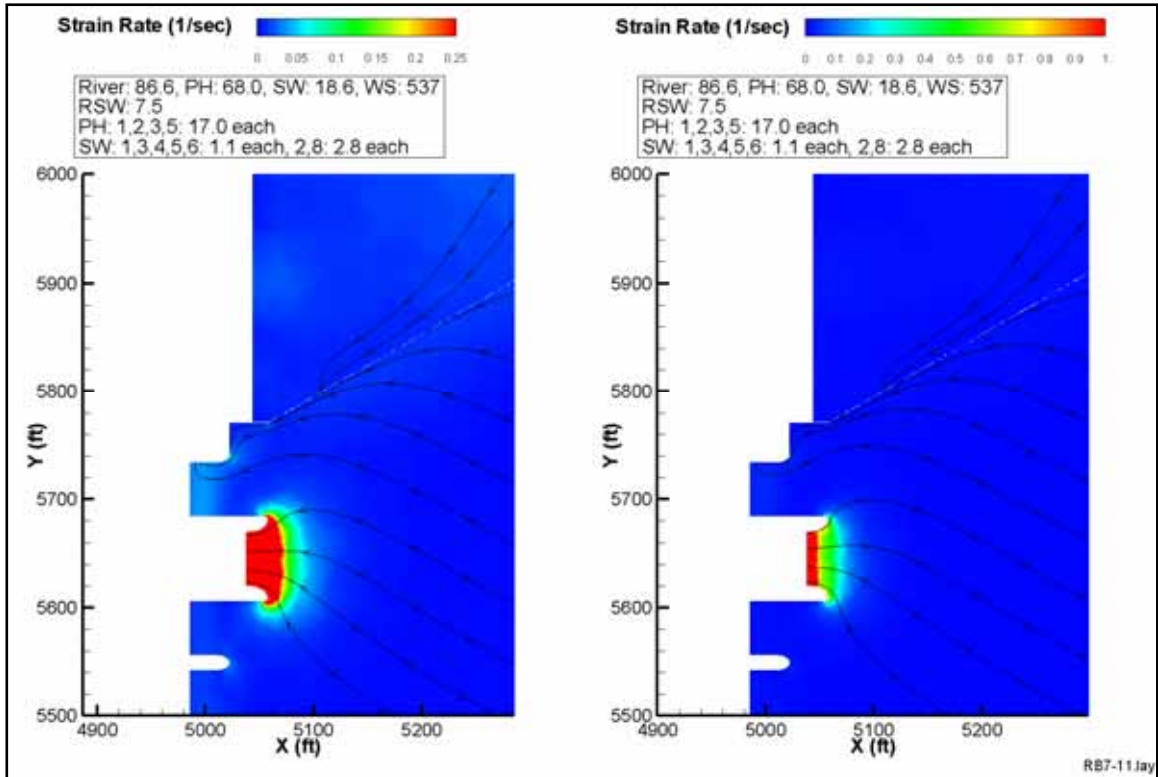 Strain Rate (1/sec)
0 0.05 0.1 0.15 0.2 0.25
River: 86.6, PH: 68.0, SW: 18.6, WS: 537
RSW: 7.5
PH: 1,2,3,5: 17.0 each
SW: 1,3,4,5,6: 1.1 each, 2,8: 2.8 each
6000
5900
5800
5700
5600
5500
Y (ft)
4900 5000 5100 5200
X (ft)
Strain Rate (1/sec)
0 0.1 0.2 0.3 0.4 0.5 0.6 0.7 0.8 0.9 1
River: 86.6, PH: 68.0, SW: 18.6, WS: 537
RSW: 7.5
PH: 1,2,3,5: 17.0 each
SW: 1,3,4,5,6: 1.1 each, 2,8: 2.8 each
6000
5900
5800
5700
5600
5500
Y (ft)
4900 5000 5100 5200
X (ft)
RB7-11.lay